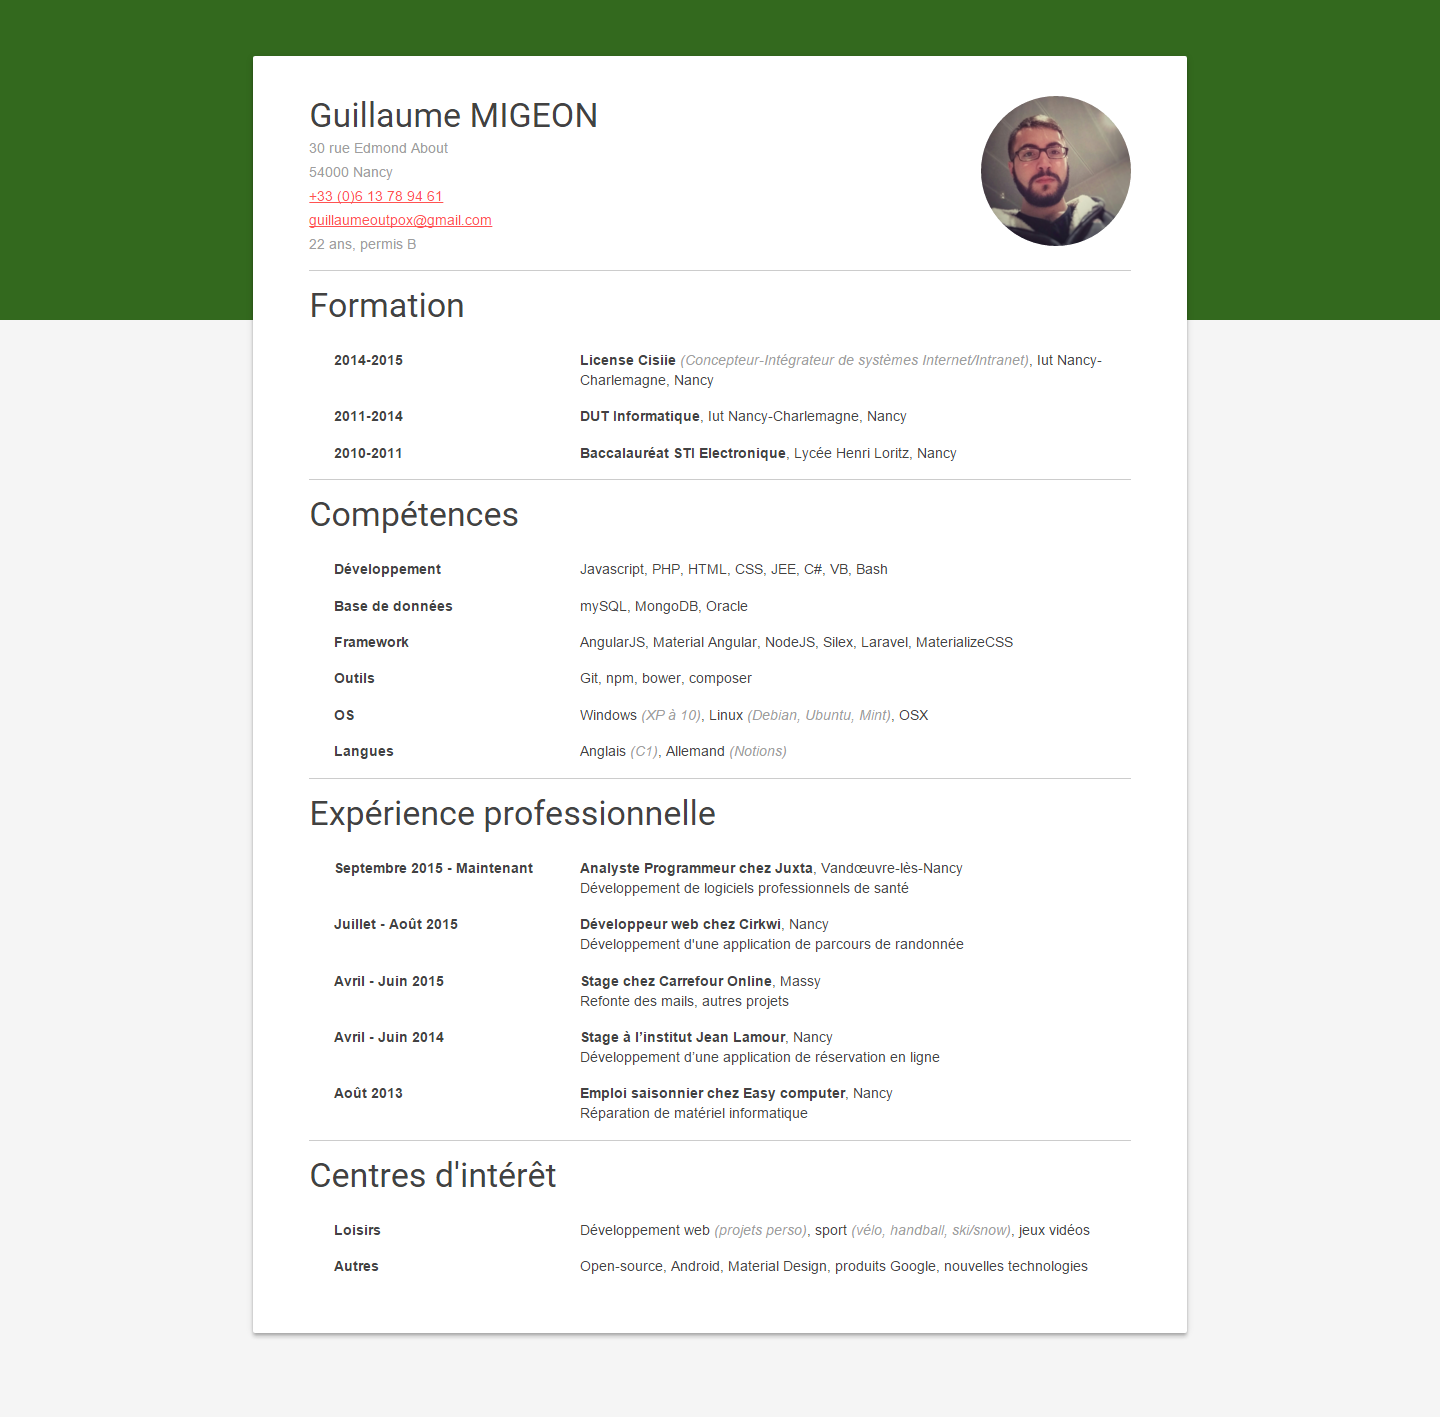 Guillaume MIGEON
30 rue Edmond About
54000 Nancy
+33 (0)6 13 78 94 61
guillaumeoutpox@gmail.com
22 ans, permis B
Formation
2014-2015 License Cisiie (Concepteur-Intégrateur de systèmes Internet/Intranet), Iut Nancy-
Charlemagne, Nancy
2011-2014 DUT Informatique, Iut Nancy-Charlemagne, Nancy
2010-2011 Baccalauréat STI Electronique, Lycée Henri Loritz, Nancy
Compétences
Développement Javascript, PHP, HTML, CSS, JEE, C#, VB, Bash
Base de données mySQL, MongoDB, Oracle
Framework AngularJS, Material Angular, NodeJS, Silex, Laravel, MaterializeCSS
Outils Git, npm, bower, composer
OS Windows (XP à 10), Linux (Debian, Ubuntu, Mint), OSX
Langues Anglais (C1), Allemand (Notions)
Expérience professionnelle
Septembre 2015 - Maintenant Analyste Programmeur chez Juxta, Vandœuvre-lès-Nancy
Développement de logiciels professionnels de santé
Juillet - Août 2015 Développeur web chez Cirkwi, Nancy
Développement d'une application de parcours de randonnée
Avril - Juin 2015 Stage chez Carrefour Online, Massy
Refonte des mails, autres projets
Avril - Juin 2014 Stage à l’institut Jean Lamour, Nancy
Développement d’une application de réservation en ligne
Août 2013 Emploi saisonnier chez Easy computer, Nancy
Réparation de matériel informatique
Centres d'intérêt
Loisirs Développement web (projets perso), sport (vélo, handball, ski/snow), jeux vidéos
Autres Open-source, Android, Material Design, produits Google, nouvelles technologies